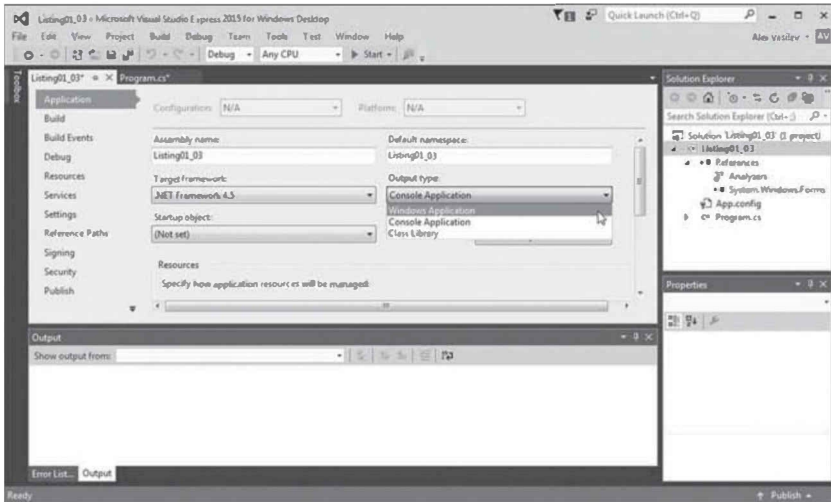 Listing01_03 - Microsoft Visual Studio Express 2015 for Windows Desktop
Quick Launch (Ctrl+Q)
File Edit View Project Build Debug Team Tools Test Window Help
Alex Vasilev AV
Debug Any CPU Start
Toolbox
Listing01_03* Program.cs*
Application
Build
Build Events
Debug
Resources
Services
Settings
Reference Paths
Signing
Security
Publish
Configuration: N/A Platform: N/A
Assembly name: Default namespace:
Listing01_03 Listing01_03
Target framework: Output type:
.NET Framework 4.5 Console Application
Windows Application
Console Application
Class Library
Startup object:
(Not set)
Resources
Specify how application resources will be managed:
Solution Explorer
Search Solution Explorer (Ctrl+;)
Solution 'Listing01_03' (1 project)
Listing01_03
References
Analyzers
System.Windows.Forms
App.config
C# Program.cs
Properties
Output
Show output from:
Error List... Output
Ready Publish